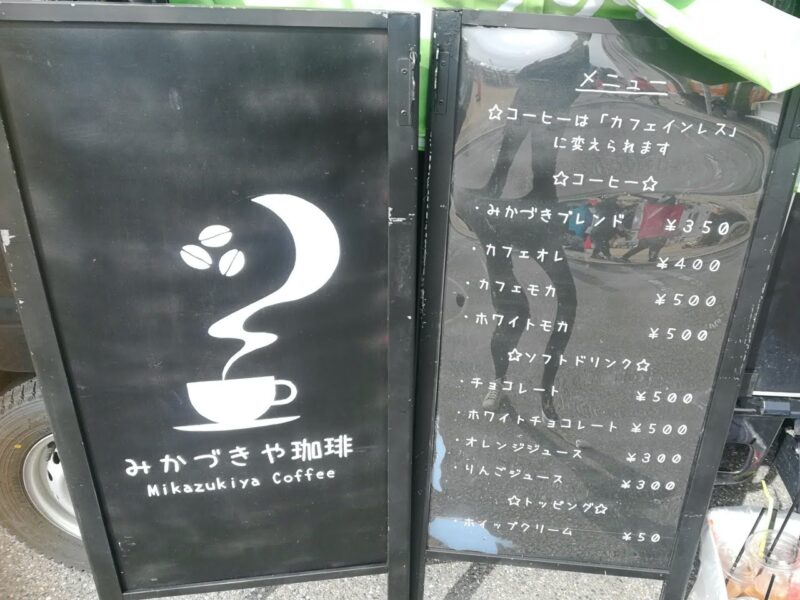 みかづきや珈琲
Mikazukiya Coffee
メニュー
☆コーヒーは「カフェインレス」
に変えられます
☆コーヒー☆
・みかづきブレンド ¥350
・カフェオレ ¥400
・カフェモカ ¥500
・ホワイトモカ ¥500
☆ソフトドリンク☆
・チョコレート ¥500
・ホワイトチョコレート ¥500
・オレンジジュース ¥300
・りんごジュース ¥300
☆トッピング☆
・ホイップクリーム ¥50